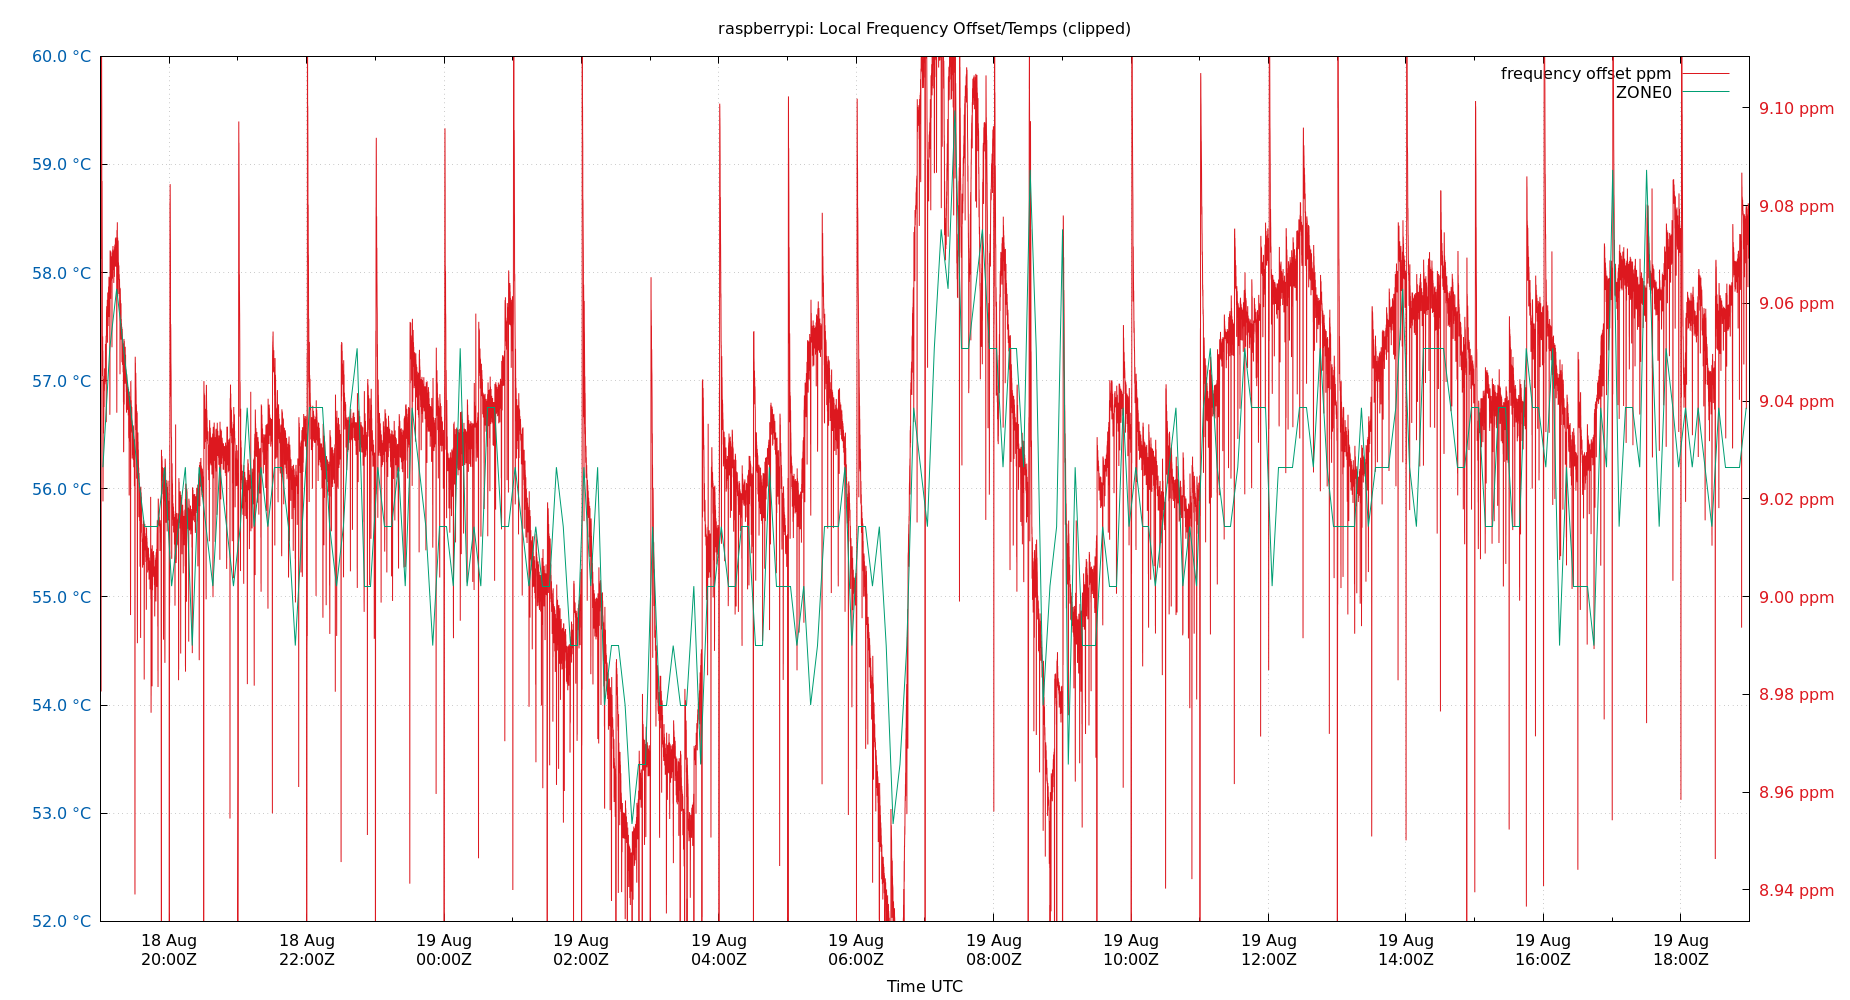 raspberrypi: Local Frequency Offset/Temps (clipped)
frequency offset ppm
ZONE0
60.0 °C
59.0 °C
58.0 °C
57.0 °C
56.0 °C
55.0 °C
54.0 °C
53.0 °C
52.0 °C
9.10 ppm
9.08 ppm
9.06 ppm
9.04 ppm
9.02 ppm
9.00 ppm
8.98 ppm
8.96 ppm
8.94 ppm
18 Aug
20:00Z
18 Aug
22:00Z
19 Aug
00:00Z
19 Aug
02:00Z
19 Aug
04:00Z
19 Aug
06:00Z
19 Aug
08:00Z
19 Aug
10:00Z
19 Aug
12:00Z
19 Aug
14:00Z
19 Aug
16:00Z
19 Aug
18:00Z
Time UTC